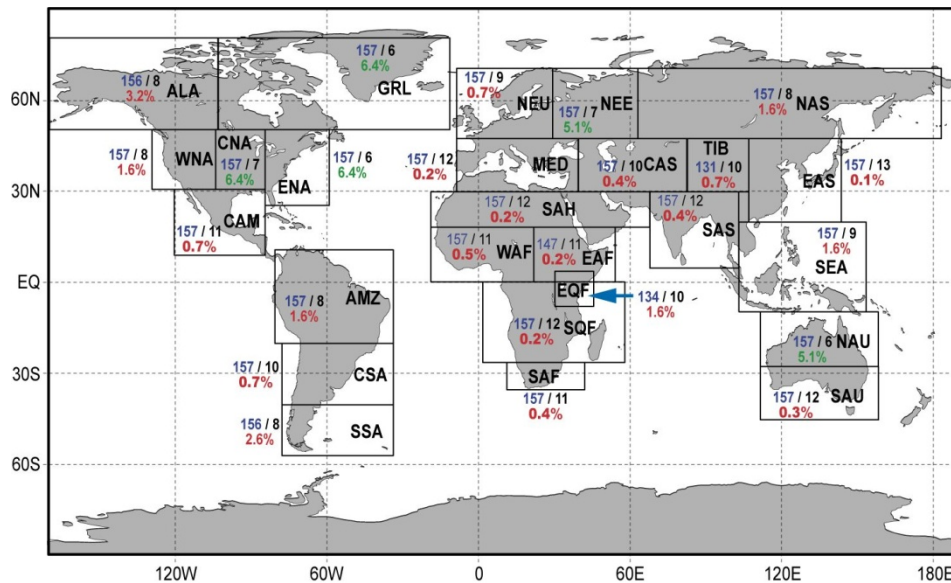 157 / 6
6.4%
GRL
156 / 8
3.2%
ALA
157 / 9
0.7%
NEU
NEE
157 / 7
5.1%
157 / 8
1.6%
NAS
60N
157 / 8
1.6%
WNA
CNA
157 / 7
6.4%
ENA
157 / 6
6.4%
157 / 12
0.2%
MED
157 / 10
0.4%
CAS
TIB
131 / 10
0.7%
EAS
157 / 13
0.1%
30N
CAM
157 / 11
0.7%
157 / 12
0.2%
SAH
157 / 12
0.4%
SAS
157 / 11
0.5%
WAF
147 / 11
0.2%
EAF
157 / 9
1.6%
SEA
EQ
157 / 8
1.6%
AMZ
EQF
134 / 10
1.6%
157 / 12
0.2%
SQF
157 / 6
5.1%
NAU
30S
157 / 10
0.7%
CSA
SAF
157 / 11
0.4%
157 / 12
0.3%
SAU
156 / 8
2.6%
SSA
60S
120W
60W
0
60E
120E
180E